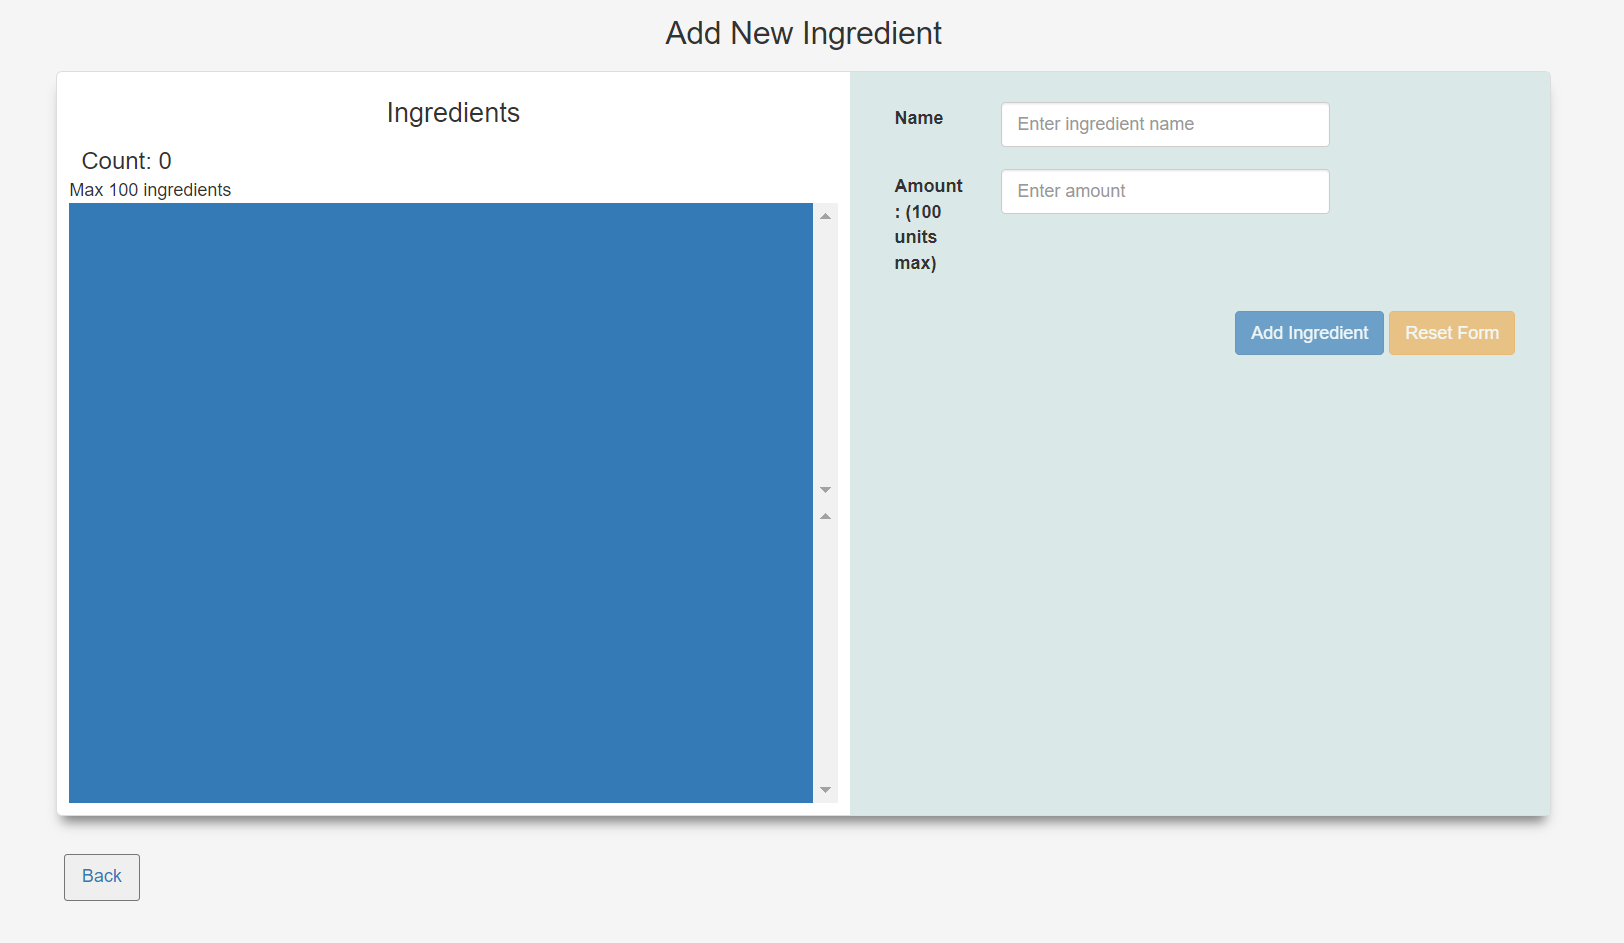 Add New Ingredient
Ingredients
Count: 0
Max 100 ingredients
Name
Enter ingredient name
Amount
: (100
units
max)
Enter amount
Add Ingredient
Reset Form
Back